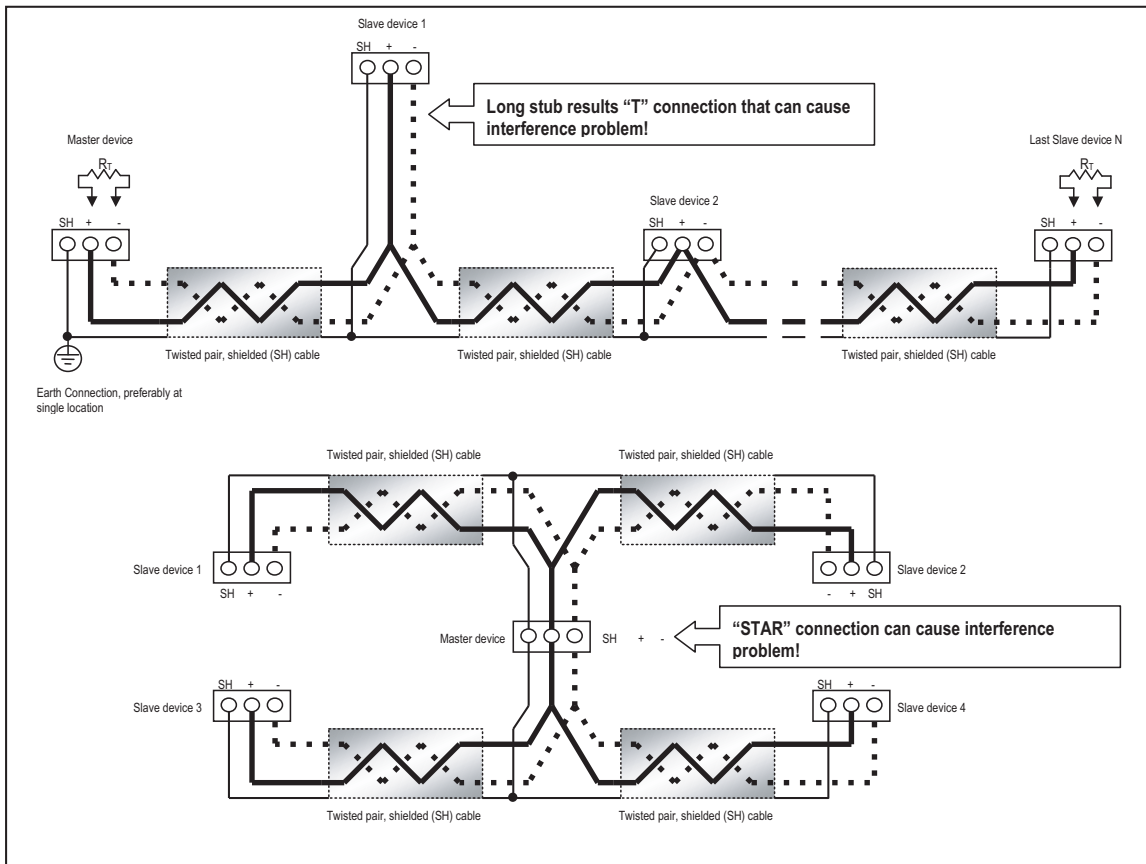 Slave device 1
SH + -
Long stub results “T” connection that can cause
interference problem!
Master device
RT
SH + -
Slave device 2
SH + -
Last Slave device N
RT
SH + -
Twisted pair, shielded (SH) cable
Twisted pair, shielded (SH) cable
Twisted pair, shielded (SH) cable
Earth Connection, preferably at
single location
Twisted pair, shielded (SH) cable
Twisted pair, shielded (SH) cable
Slave device 1
SH + -
Slave device 2
- + SH
Master device
SH + -
“STAR” connection can cause interference
problem!
Slave device 3
SH + -
Slave device 4
SH + -
Twisted pair, shielded (SH) cable
Twisted pair, shielded (SH) cable